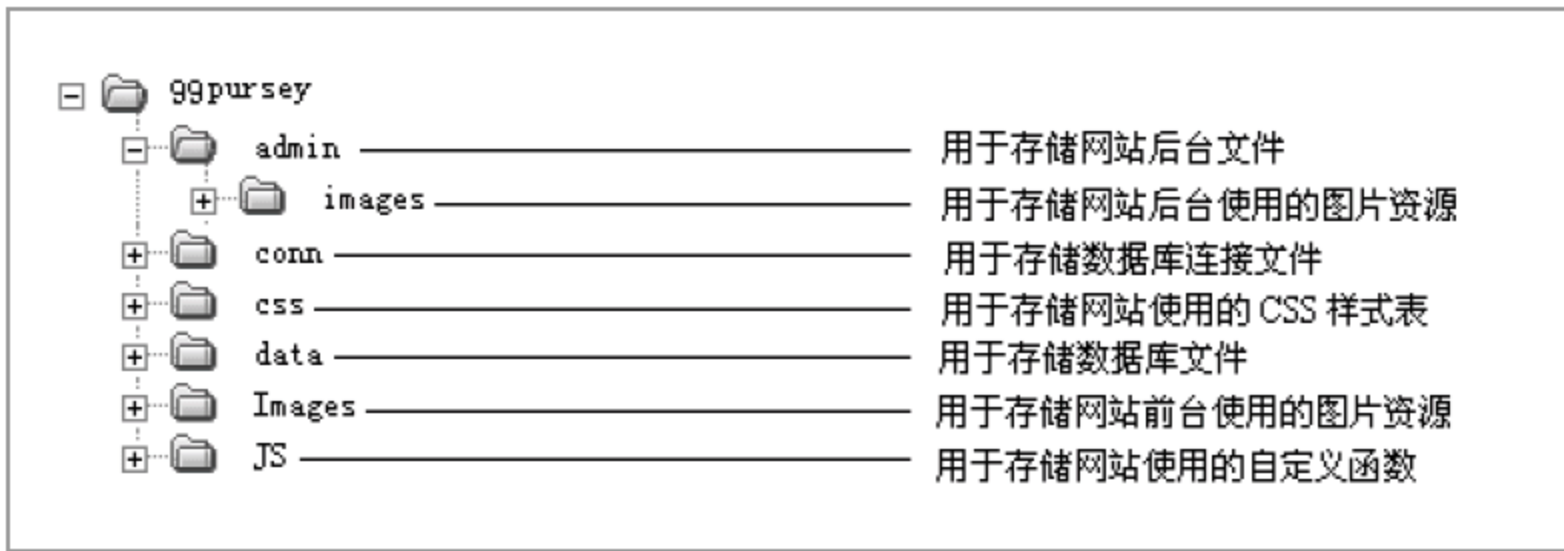 ggpursey
admin 用于存储网站后台文件
images 用于存储网站后台使用的图片资源
conn 用于存储数据库连接文件
css 用于存储网站使用的 CSS 样式表
data 用于存储数据库文件
Images 用于存储网站前台使用的图片资源
JS 用于存储网站使用的自定义函数